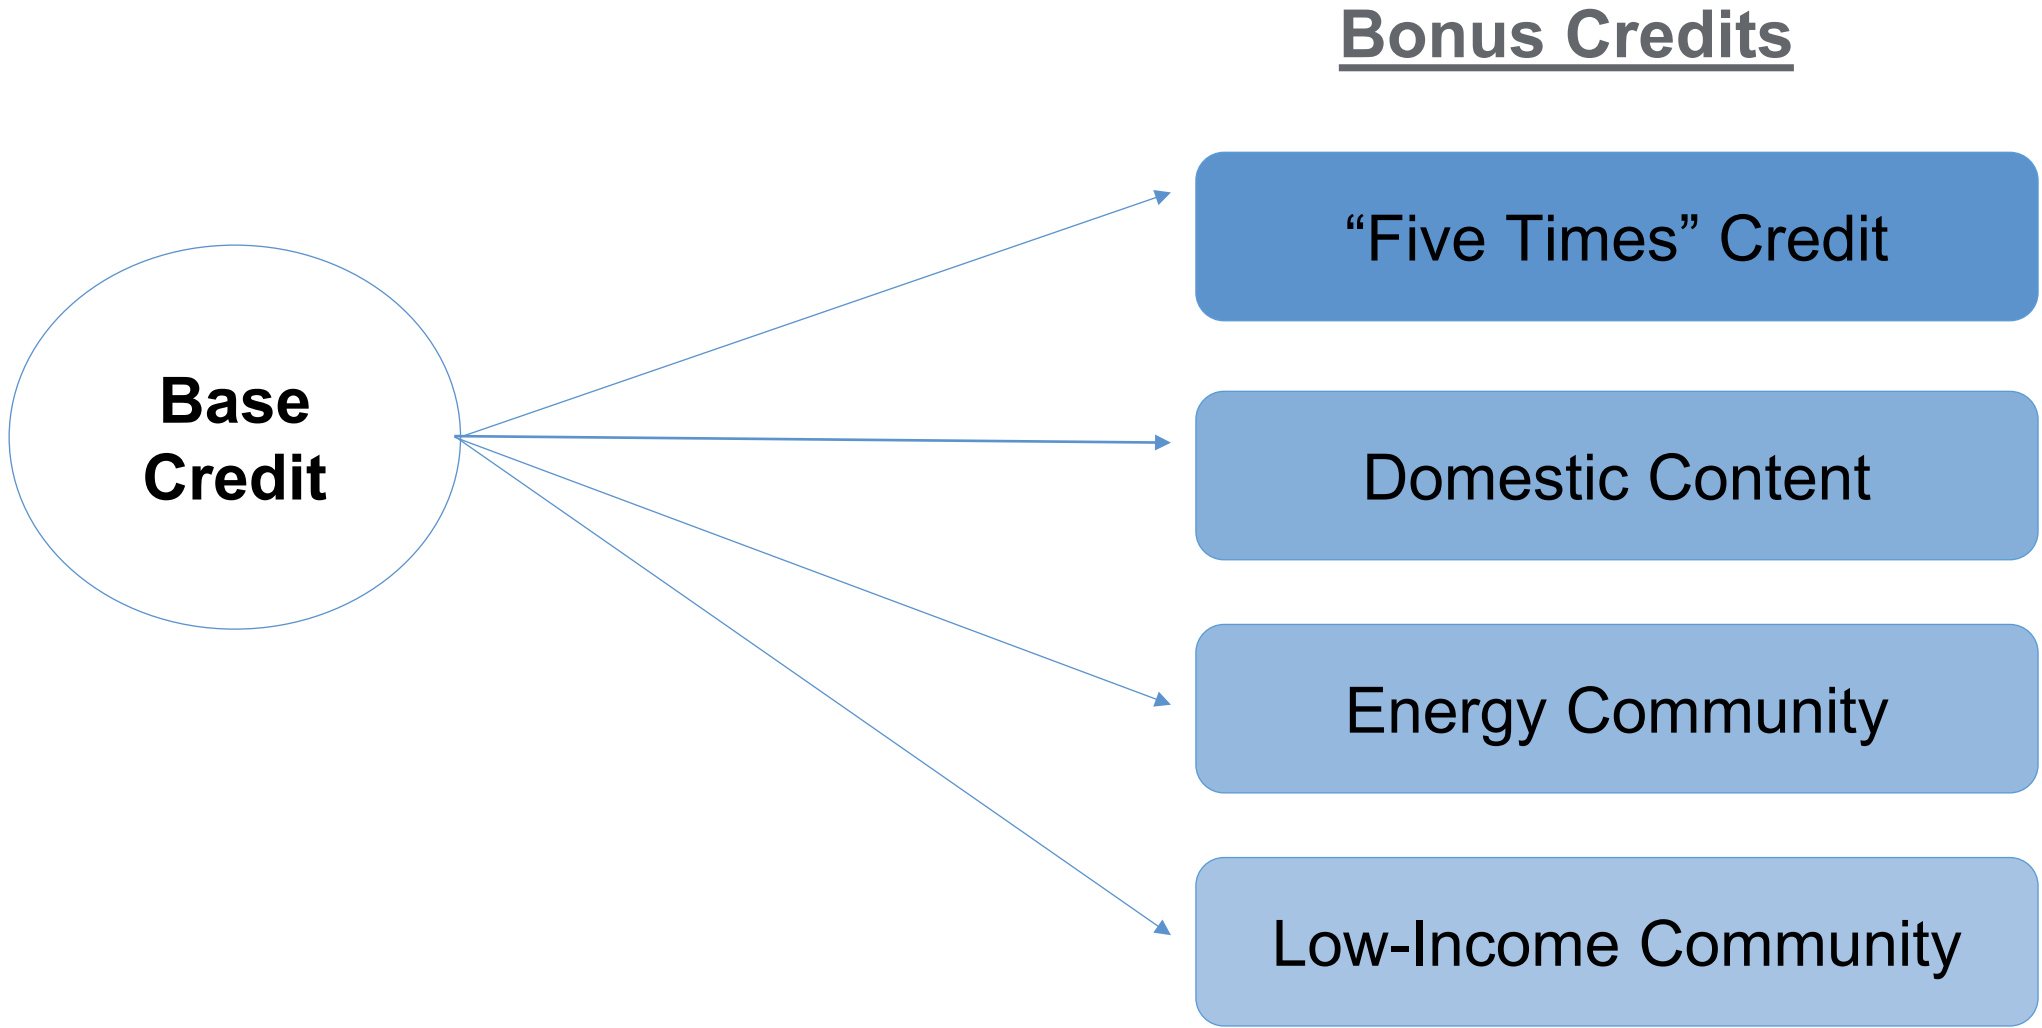 Bonus Credits
Base
Credit
“Five Times” Credit
Domestic Content
Energy Community
Low-Income Community